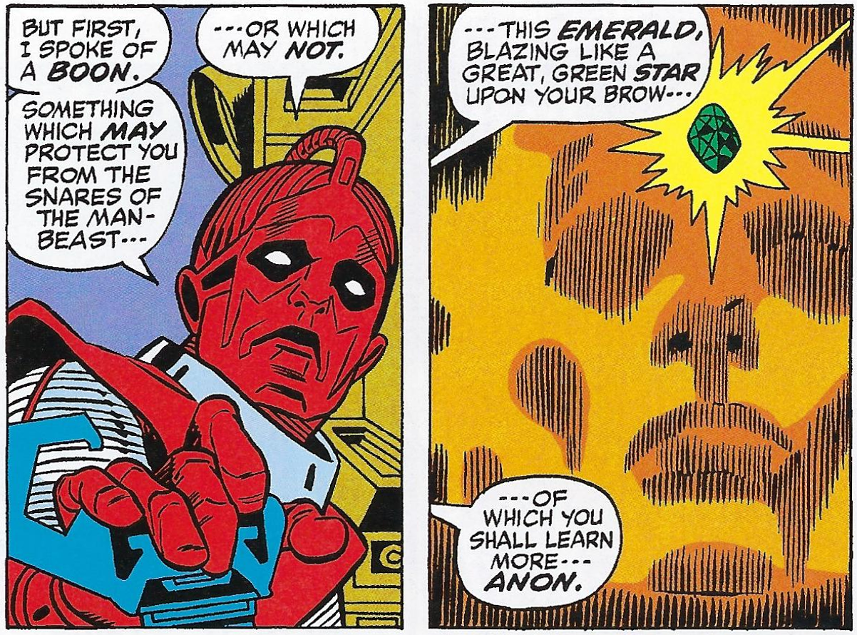 BUT FIRST,
I SPOKE OF
A BOON.
SOMETHING
WHICH MAY
PROTECT YOU
FROM THE
SNARES OF
THE MAN-
BEAST---
---OR WHICH
MAY NOT.
---THIS EMERALD,
BLAZING LIKE A
GREAT, GREEN STAR
UPON YOUR BROW---
---OF
WHICH YOU
SHALL LEARN
MORE---
ANON.